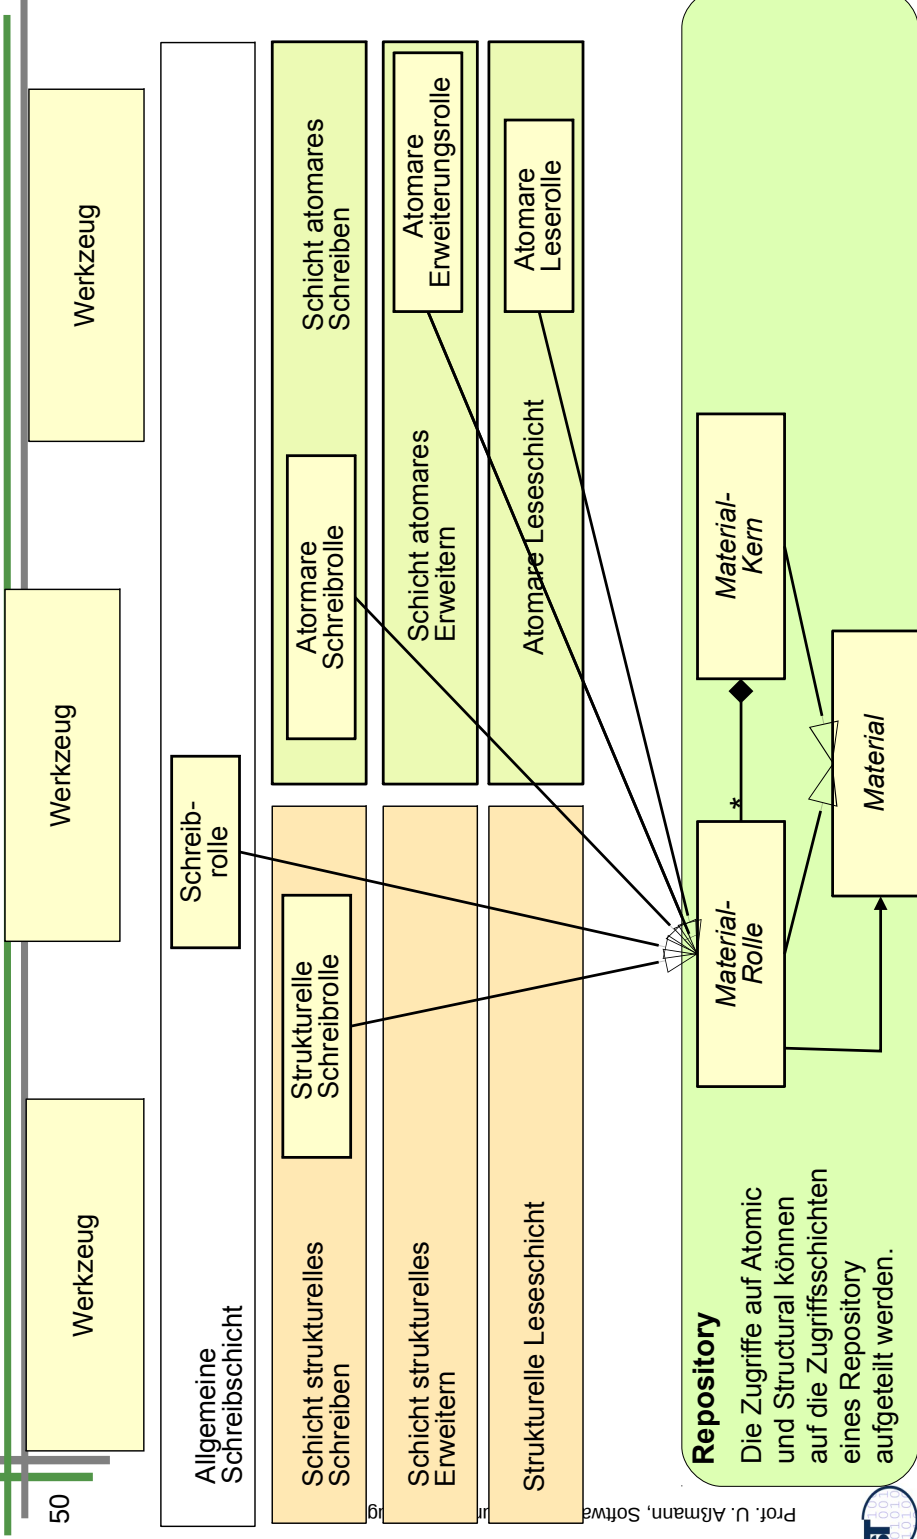 50
Werkzeug
Werkzeug
Werkzeug
Allgemeine
Schreibschicht
Schreib-
rolle
Schicht strukturelles
Schreiben
Strukturelle
Schreibrolle
Atormare
Schreibrolle
Schicht atomares
Schreiben
Schicht strukturelles
Erweitern
Schicht atomares
Erweitern
Atomare
Erweiterungsrolle
Strukturelle Leseschicht
Atomare Leseschicht
Atomare
Leserolle
Repository
Die Zugriffe auf Atomic
und Structural können
auf die Zugriffsschichten
eines Repository
aufgeteilt werden.
Material-
Rolle
*
Material-
Kern
Material
Prof. U. Aßmann,
ST